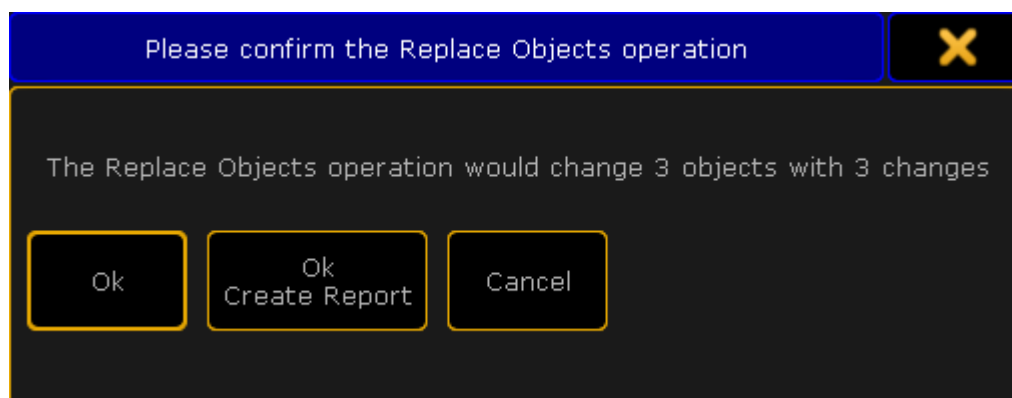 Please confirm the Replace Objects operation
The Replace Objects operation would change 3 objects with 3 changes
Ok
Ok
Create Report
Cancel